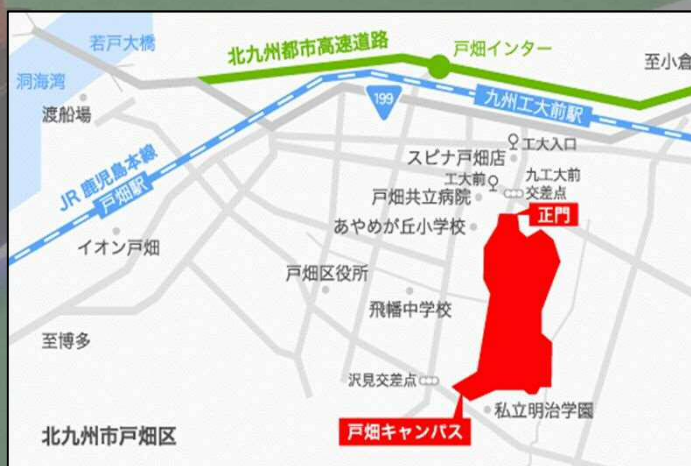 若戸大橋
北九州都市高速道路
戸畑インター
至小倉
洞海湾
199
九州工大前駅
渡船場
工大入口
スピナ戸畑店
JR 鹿児島本線
工大前
九工大前
交差点
戸畑駅
戸畑共立病院
正門
あやめが丘小学校
イオン戸畑
戸畑区役所
飛幡中学校
至博多
沢見交差点
私立明治学園
北九州市戸畑区
戸畑キャンパス